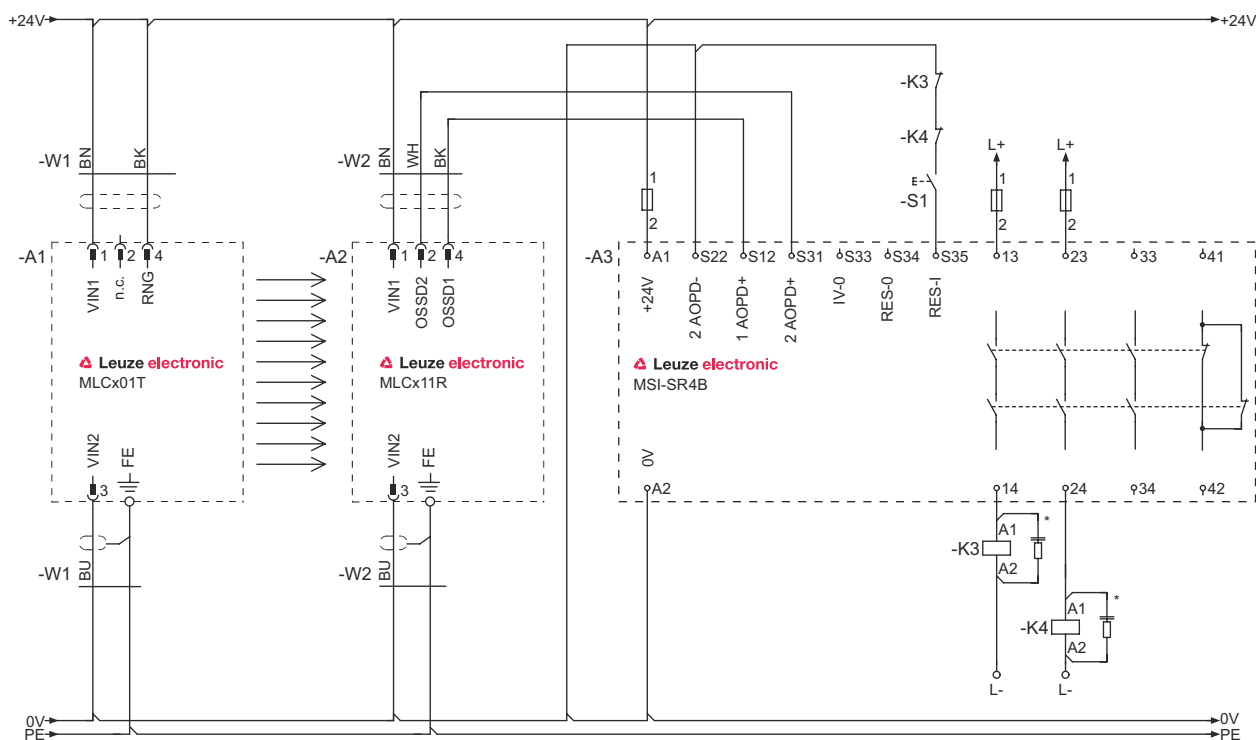 +24V +24V
-K3
-K4
-S1
E
-W1 BN BK
-W2 BN WH BK
1
2
L+
1
2
L+
1
2
-A1
1 2 4
VIN1 n.c. RNG
-A2
1 2 4
VIN1 OSSD2 OSSD1
-A3
A1 S22 S12 S31 S33 S34 S35 13 23 33 41
+24V 2 AOPD- 1 AOPD+ 2 AOPD+ IV-0 RES-0 RES-I
Leuze electronic
MLCx01T
Leuze electronic
MLCx11R
Leuze electronic
MSI-SR4B
VIN2 FE
3
VIN2 FE
3
0V
A2 14 24 34 42
-W1 BU
-W2 BU
-K3 A1 *
A2
-K4 A1 *
A2
L- L-
0V 0V
PE PE